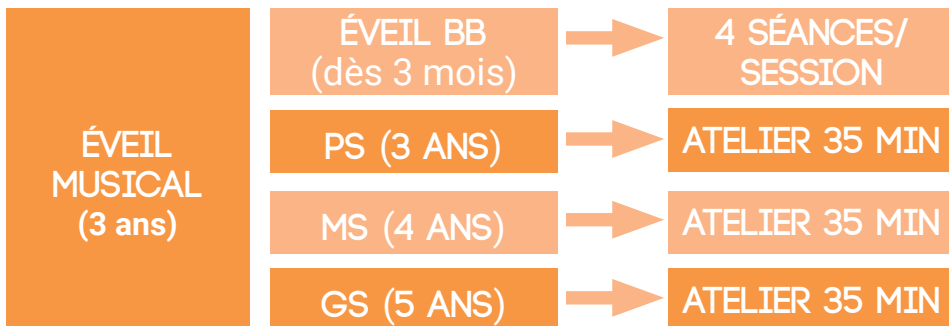 ÉVEIL
MUSICAL
(3 ans)
ÉVEIL BB
(dès 3 mois)
4 SÉANCES/
SESSION
PS (3 ANS)
ATELIER 35 MIN
MS (4 ANS)
ATELIER 35 MIN
GS (5 ANS)
ATELIER 35 MIN